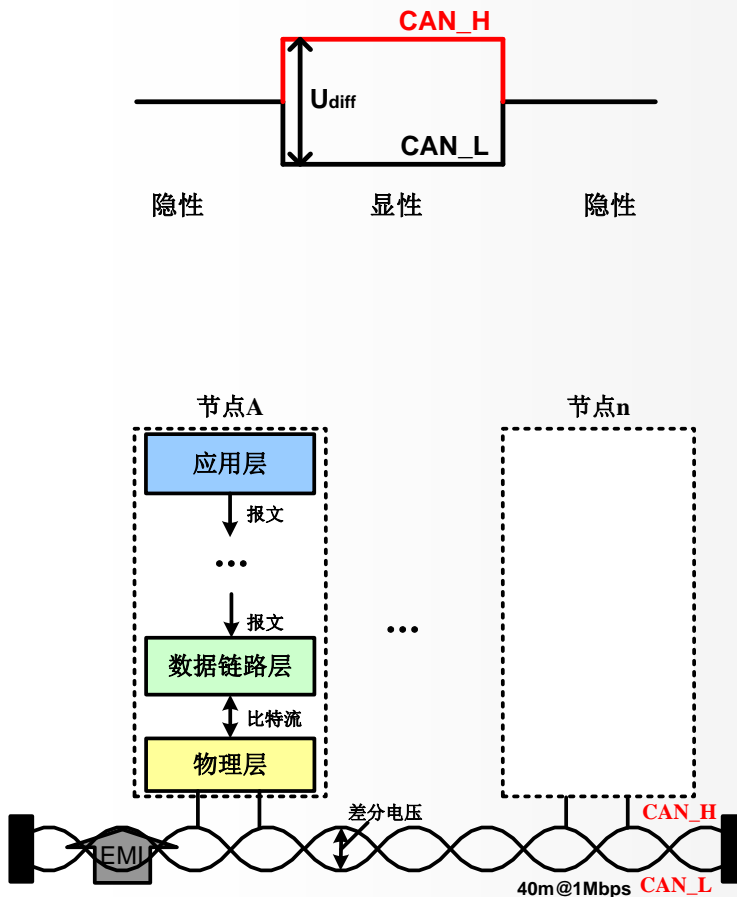 CAN_H
Udiff
CAN_L
隐性 显性 隐性
节点A 节点n
应用层
报文
...
报文
...
数据链路层
比特流
物理层
差分电压
CAN_H
EMI
40m@1Mbps CAN_L